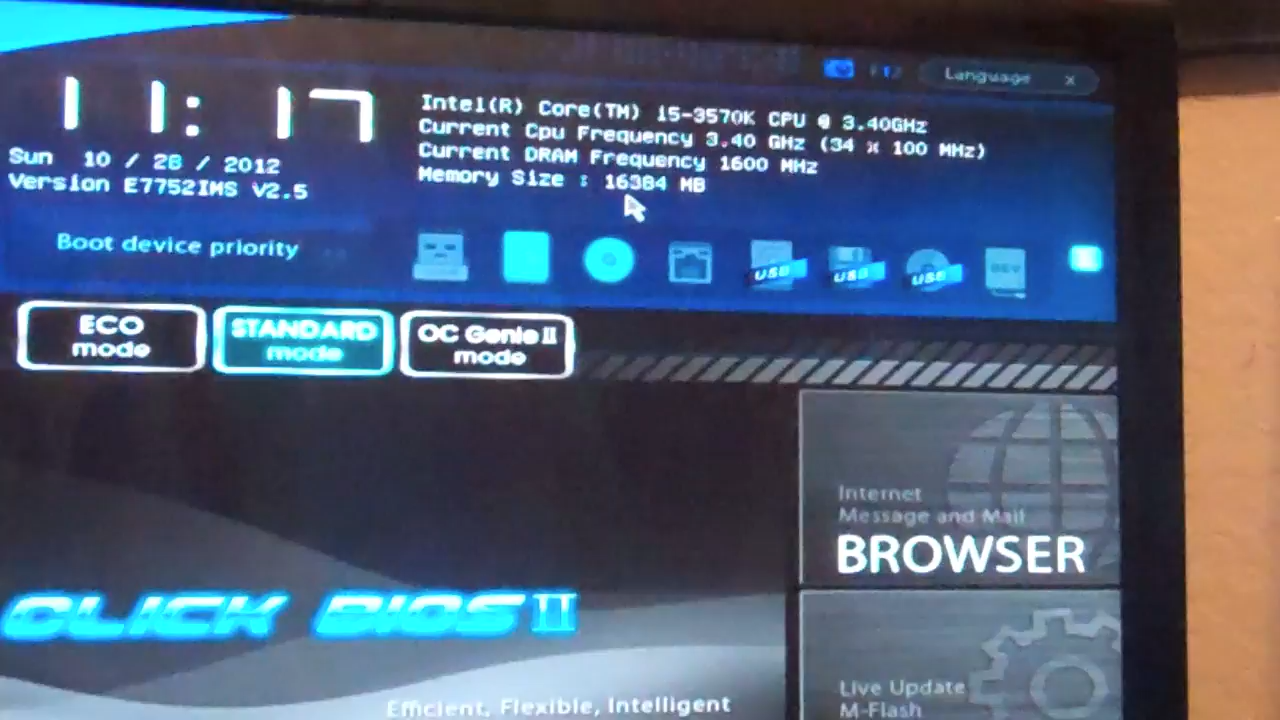 Language X
11:17
Intel(R) Core(TM) i5-3570K CPU @ 3.40GHz
Current Cpu Frequency 3.40 GHz (34 x 100 MHz)
Sun 10 / 28 / 2012
Current DRAM Frequency 1600 MHz
Version E7752IMS V2.5
Memory Size : 16384 MB
Boot device priority
USB
USB
USB
ECO
mode
STANDARD
mode
OC Genie II
mode
Internet
Message and Mail
BROWSER
CLICK BIOS II
Efficient, Flexible, Intelligent
Live Update
M-Flash